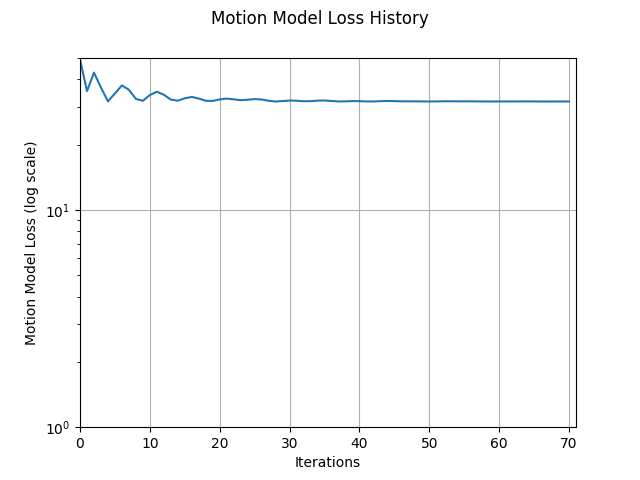 Motion Model Loss History
Motion Model Loss (log scale)
10¹
10⁰
0 10 20 30 40 50 60 70
Iterations